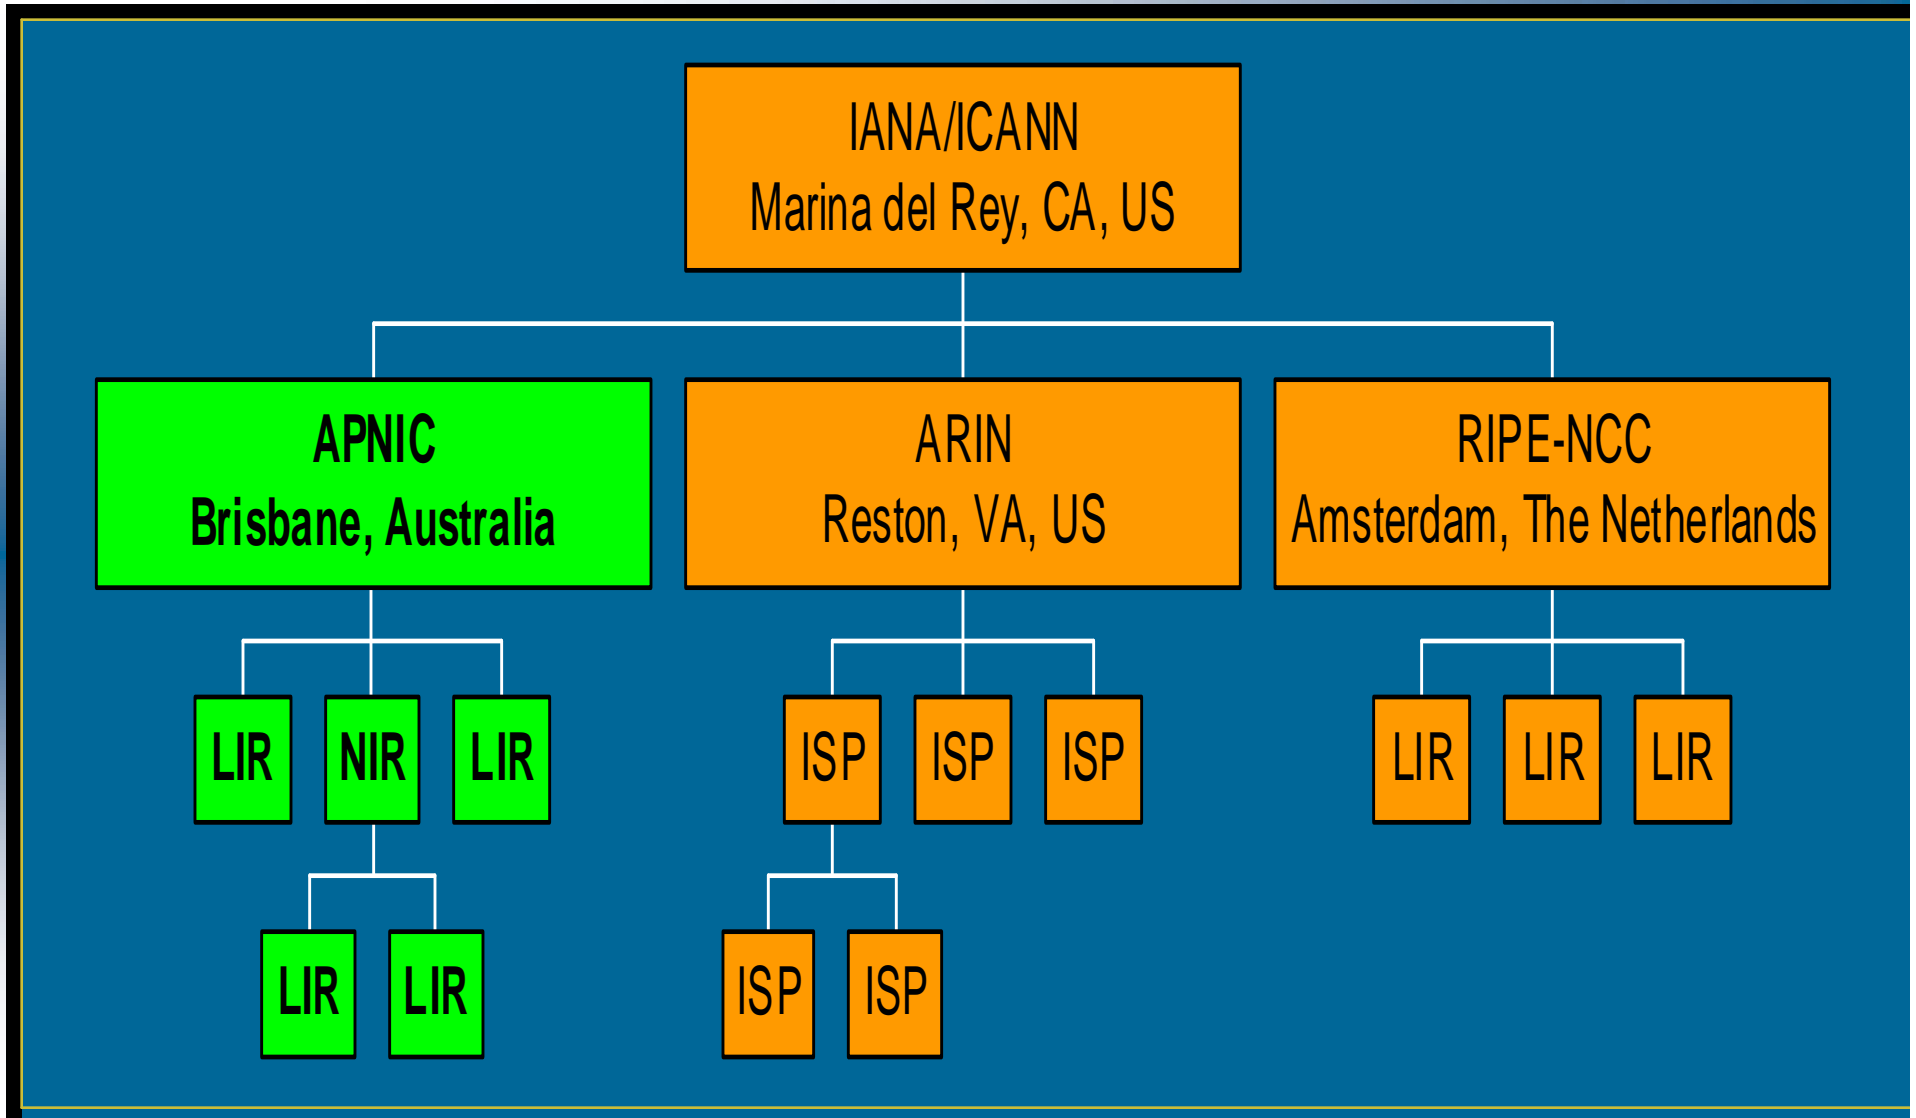 IANA/ICANN
Marina del Rey, CA, US
APNIC
Brisbane, Australia
ARIN
Reston, VA, US
RIPE-NCC
Amsterdam, The Netherlands
LIR
NIR
LIR
ISP
ISP
ISP
LIR
LIR
LIR
LIR
LIR
ISP
ISP